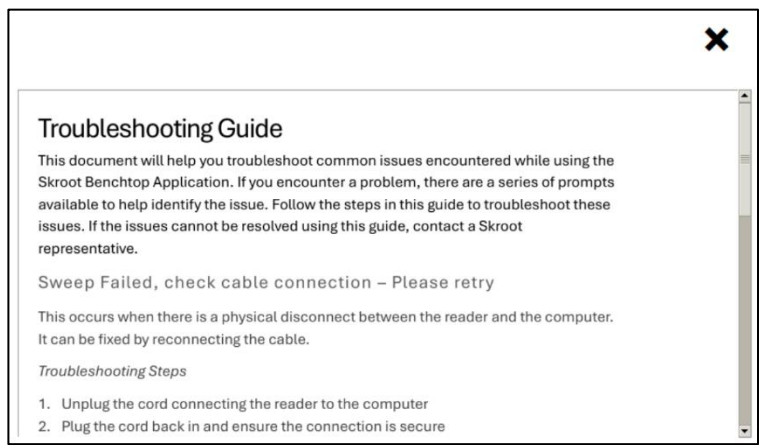 Troubleshooting Guide
This document will help you troubleshoot common issues encountered while using the
Skroot Benchtop Application. If you encounter a problem, there are a series of prompts
available to help identify the issue. Follow the steps in this guide to troubleshoot these
issues. If the issues cannot be resolved using this guide, contact a Skroot
representative.
Sweep Failed, check cable connection – Please retry
This occurs when there is a physical disconnect between the reader and the computer.
It can be fixed by reconnecting the cable.
Troubleshooting Steps
1. Unplug the cord connecting the reader to the computer
2. Plug the cord back in and ensure the connection is secure